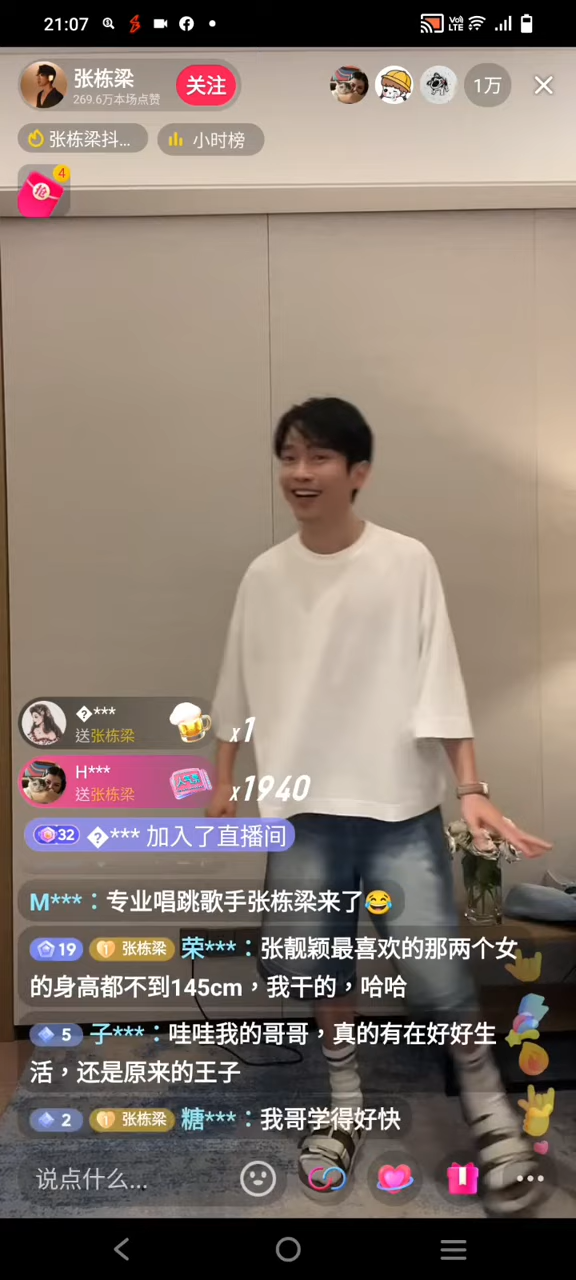 21:07
VoLTE
张栋梁
269.6万本场点赞
关注
1万
张栋梁抖...
小时榜
4
***
送张栋梁
x1
H***
送张栋梁
x1940
32 �*** 加入了直播间
M***：专业唱跳歌手张栋梁来了😂
19 张栋梁 荣***：张靓颖最喜欢的那两个女
的身高都不到145cm，我干的，哈哈
5 子***：哇哇我的哥哥，真的有在好好生
活，还是原来的王子
2 张栋梁 糖***：我哥学得好快
说点什么...